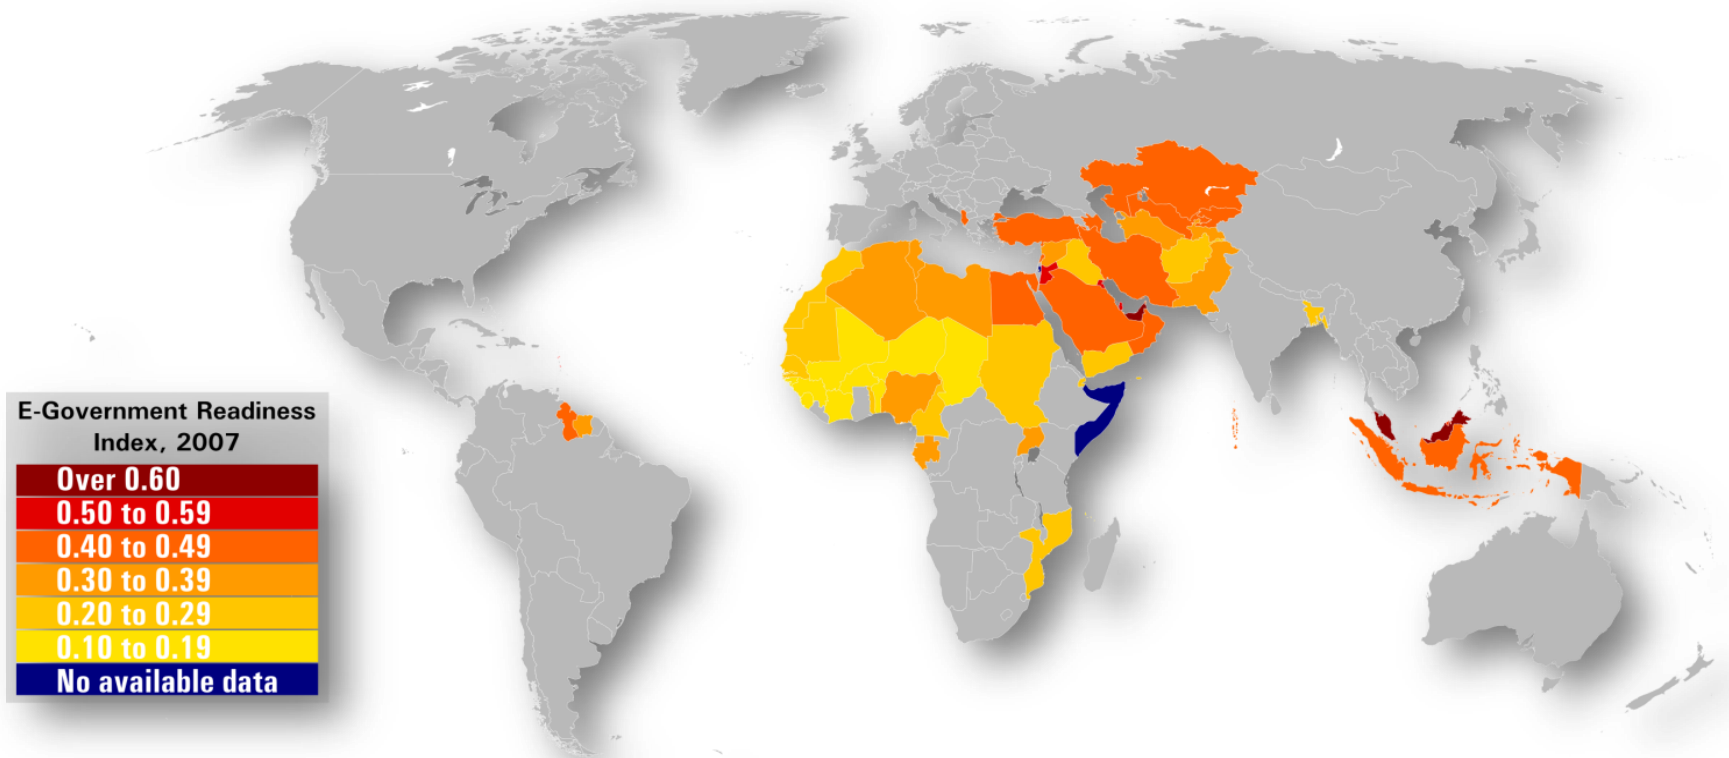 E-Government Readiness
Index, 2007
Over 0.60
0.50 to 0.59
0.40 to 0.49
0.30 to 0.39
0.20 to 0.29
0.10 to 0.19
No available data